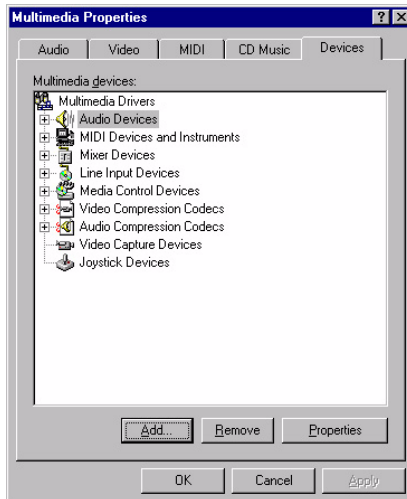 Multimedia Properties
Audio Video MIDI CD Music Devices
Multimedia devices:
Multimedia Drivers
Audio Devices
MIDI Devices and Instruments
Mixer Devices
Line Input Devices
Media Control Devices
Video Compression Codecs
Audio Compression Codecs
Video Capture Devices
Joystick Devices
Add... Remove Properties
OK Cancel Apply